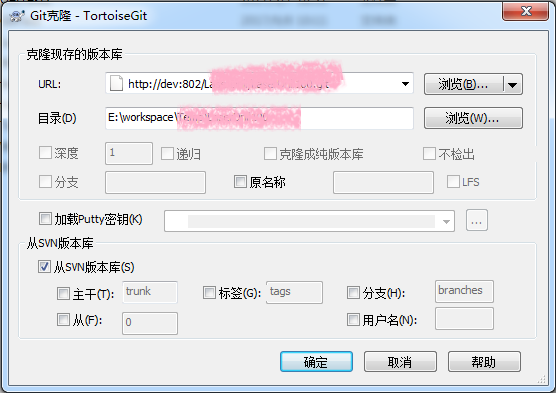 Git克隆 - TortoiseGit
克隆现存的版本库
URL: http://dev:802/La 浏览(B)...
目录(D) E:\workspace\ 浏览(W)...
深度 1 递归 克隆成纯版本库 不检出
分支 原名称 LFS
加载Putty密钥(K) ...
从SVN版本库
从SVN版本库(S)
主干(T): trunk 标签(G): tags 分支(H): branches
从(F): 0 用户名(N):
确定 取消 帮助